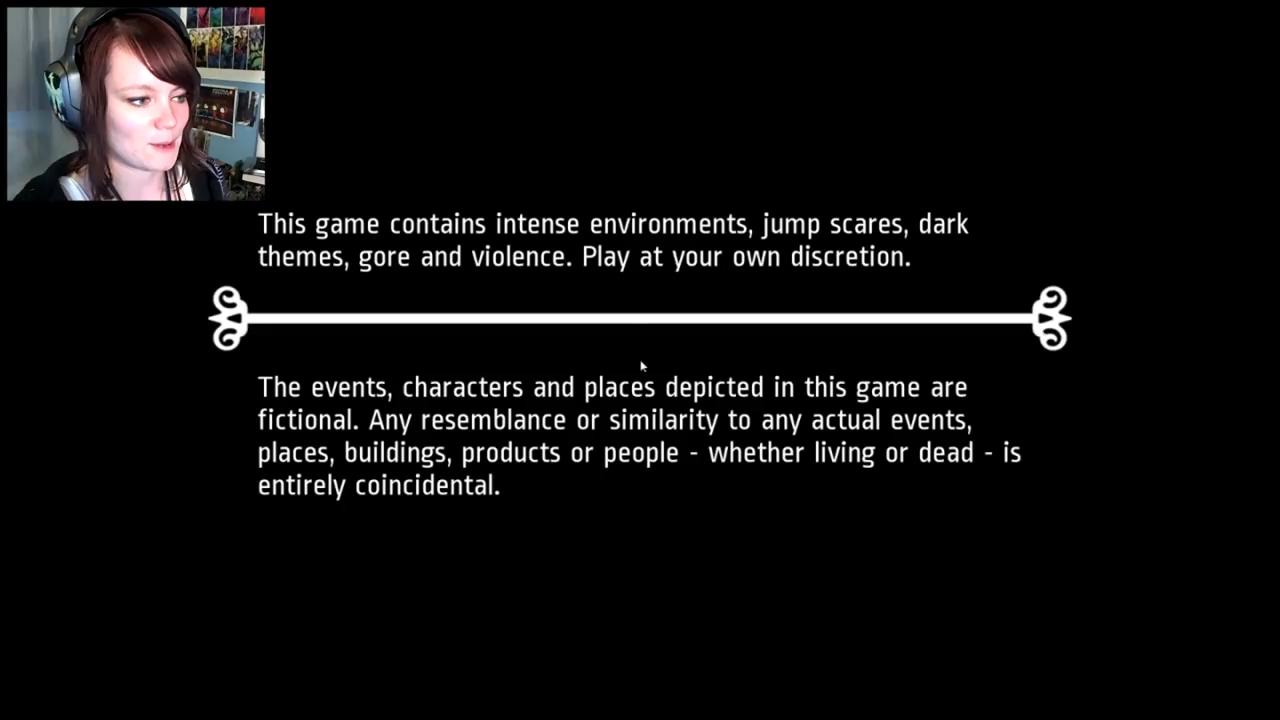 This game contains intense environments, jump scares, dark
themes, gore and violence. Play at your own discretion.
The events, characters and places depicted in this game are
fictional. Any resemblance or similarity to any actual events,
places, buildings, products or people - whether living or dead - is
entirely coincidental.